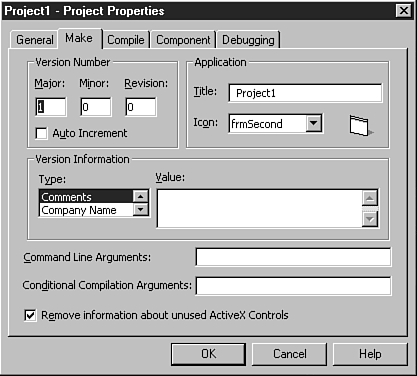 Project1 - Project Properties
General Make Compile Component Debugging
Version Number
Major: Minor: Revision:
1 0 0
Auto Increment
Application
Title: Project1
Icon: frmSecond
Version Information
Type: Value:
Comments
Company Name
Command Line Arguments:
Conditional Compilation Arguments:
Remove information about unused ActiveX Controls
OK Cancel Help